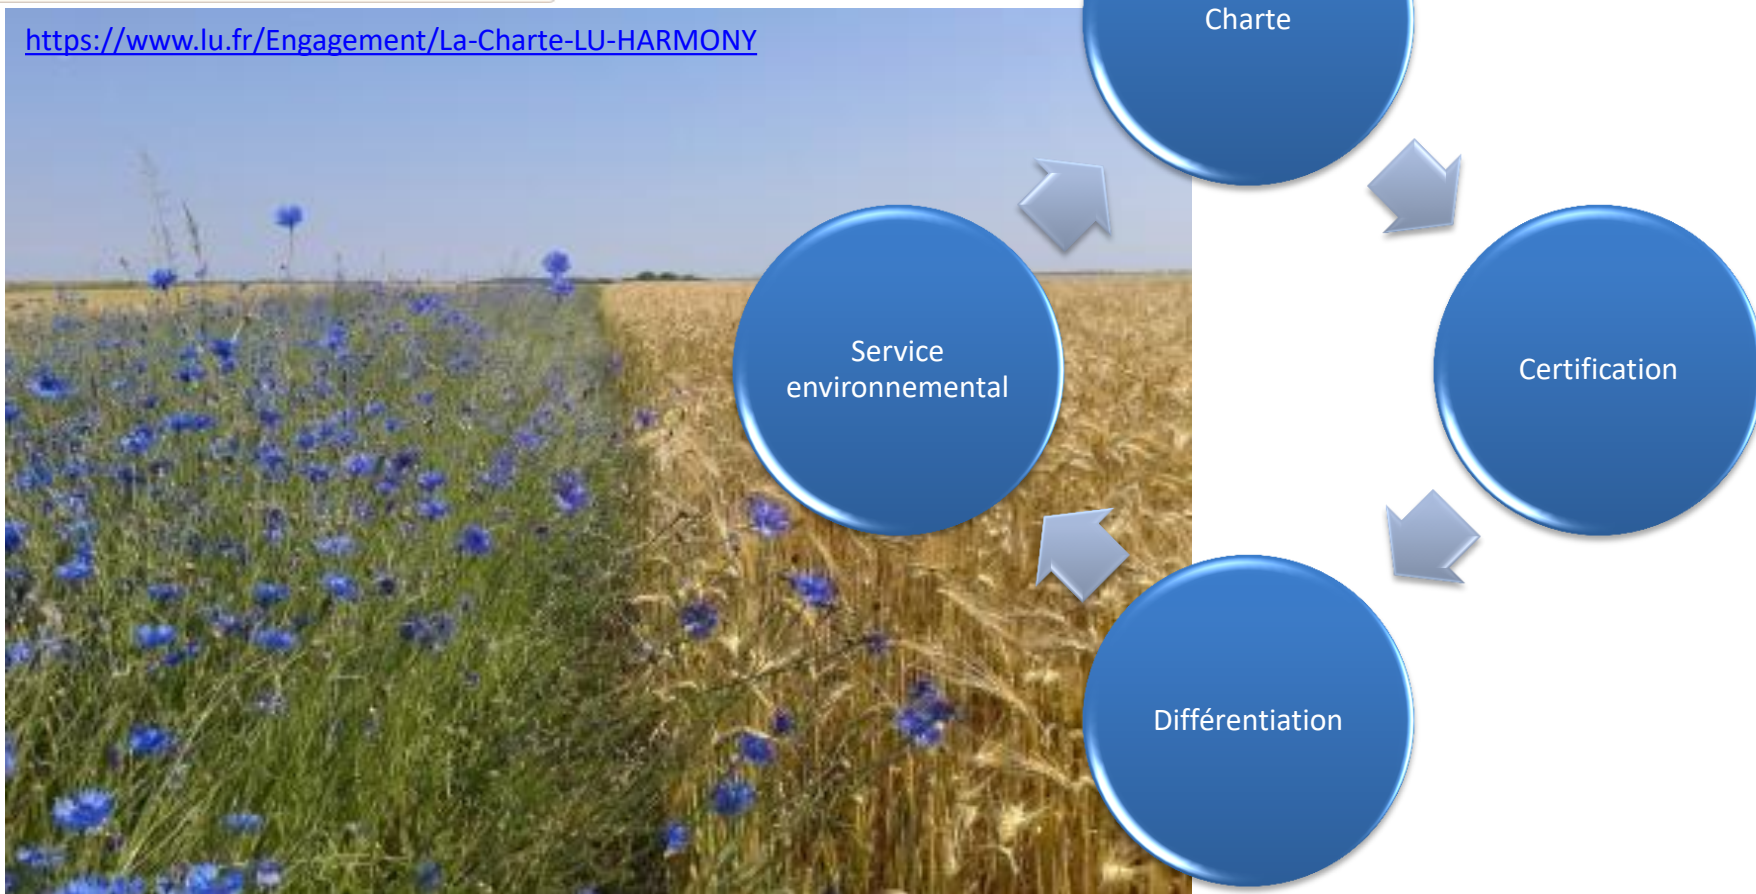 https://www.lu.fr/Engagement/La-Charte-LU-HARMONY
Charte
Service
environnemental
Certification
Différentiation